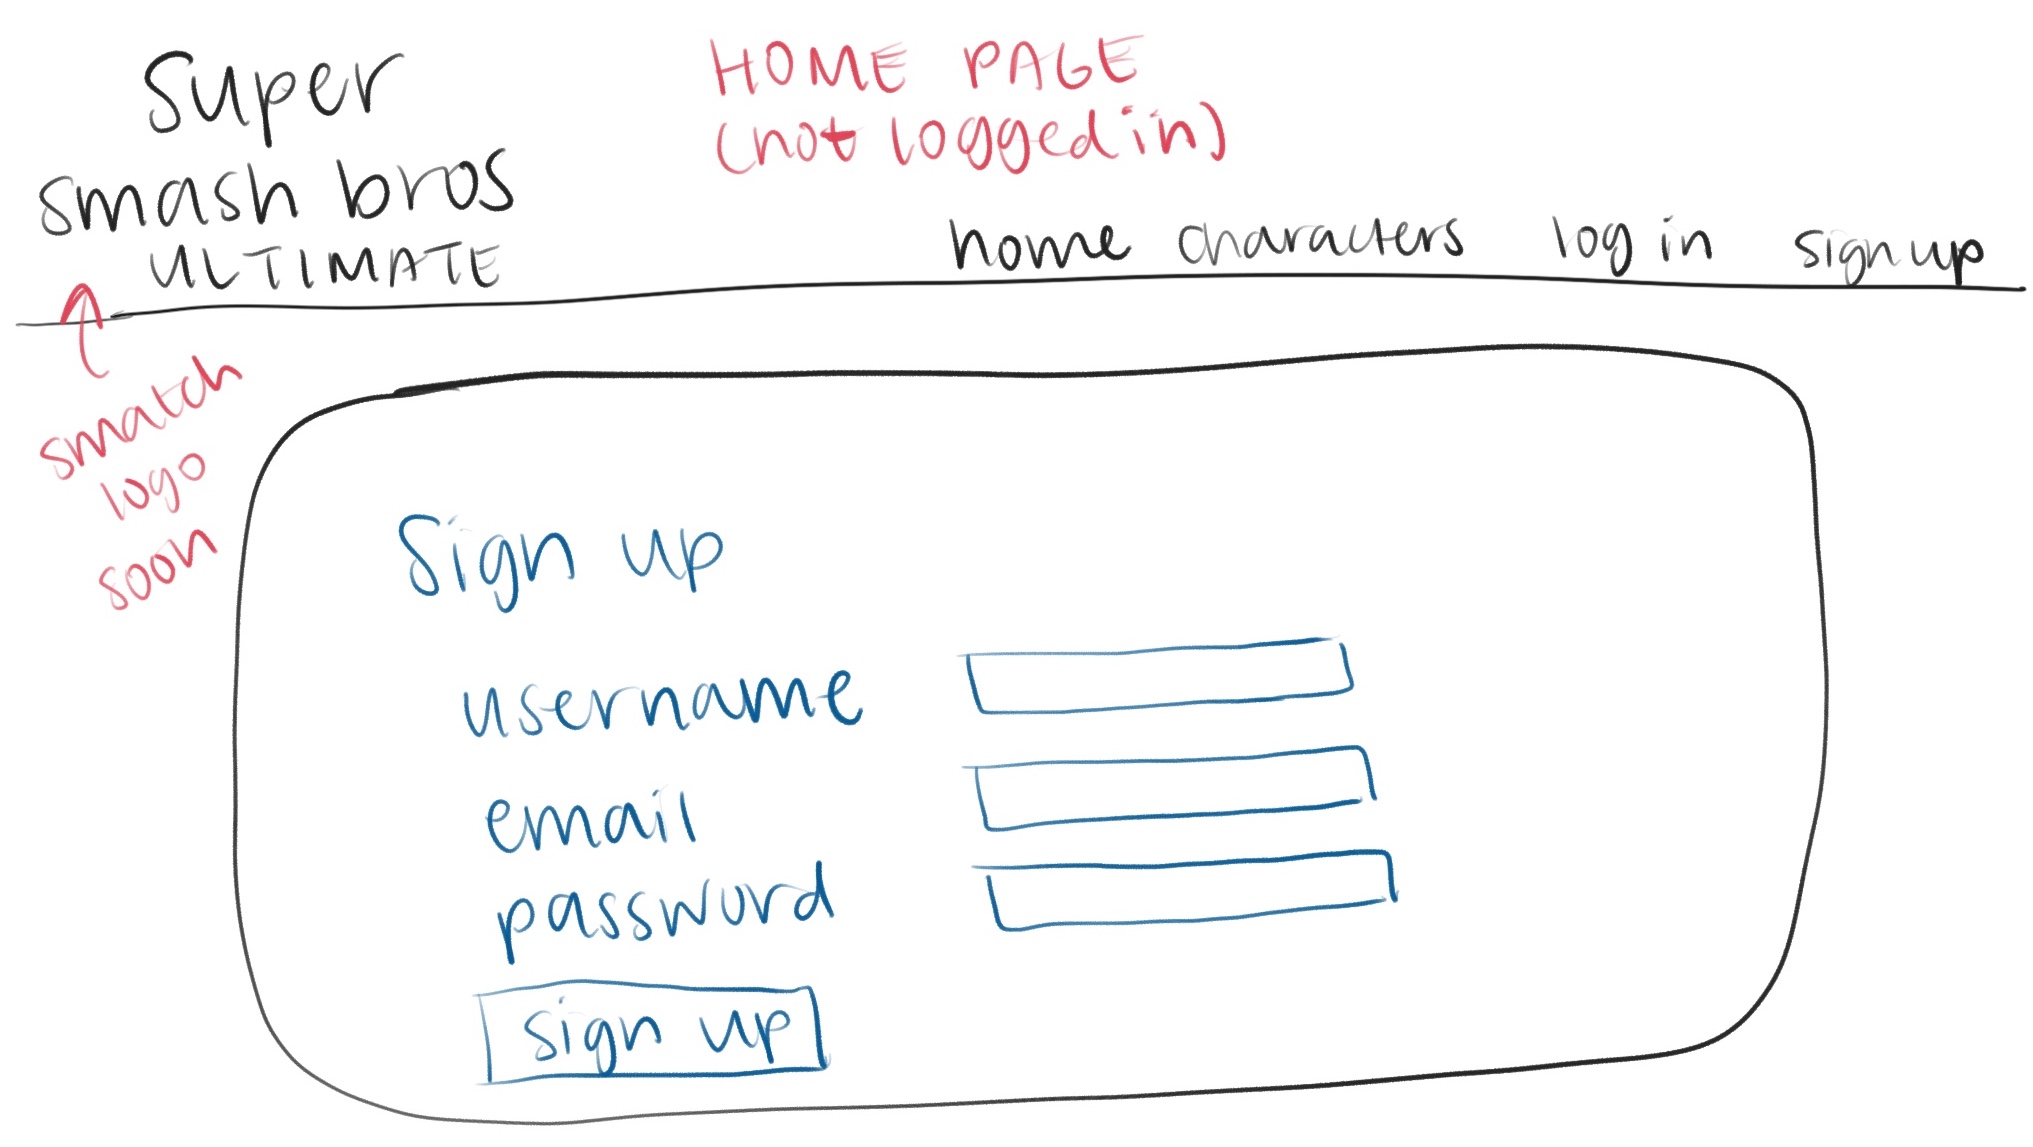 Super
smash bros
ULTIMATE
HOME PAGE
(not logged in)
home characters log in sign up
smatch
logo
soon
Sign up
username
email
password
sign up